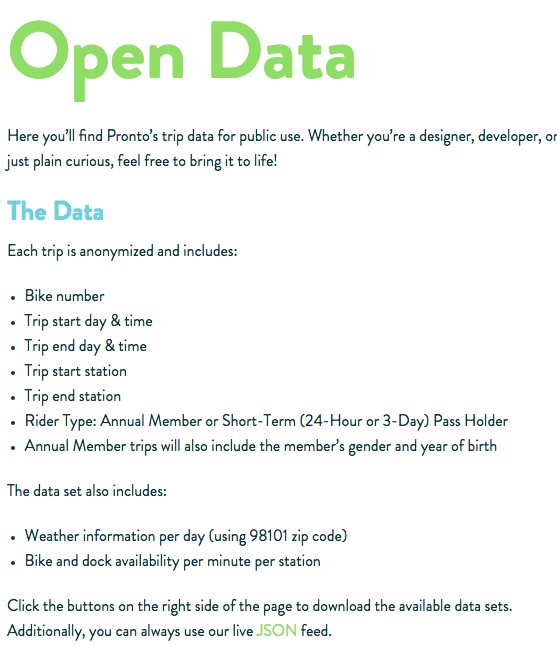 Open Data
Here you'll find Pronto's trip data for public use. Whether you're a designer, developer, or
just plain curious, feel free to bring it to life!
The Data
Each trip is anonymized and includes:
• Bike number
• Trip start day & time
• Trip end day & time
• Trip start station
• Trip end station
• Rider Type: Annual Member or Short-Term (24-Hour or 3-Day) Pass Holder
• Annual Member trips will also include the member's gender and year of birth
The data set also includes:
• Weather information per day (using 98101 zip code)
• Bike and dock availability per minute per station
Click the buttons on the right side of the page to download the available data sets.
Additionally, you can always use our live JSON feed.